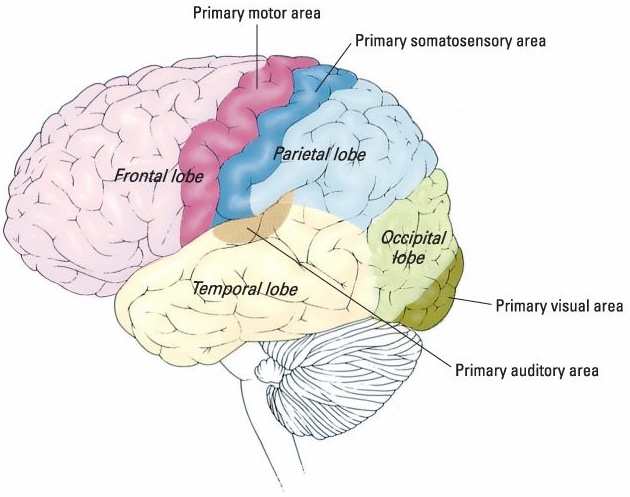 Primary motor area
Primary somatosensory area
Parietal lobe
Frontal lobe
Occipital
lobe
Temporal lobe
Primary visual area
Primary auditory area